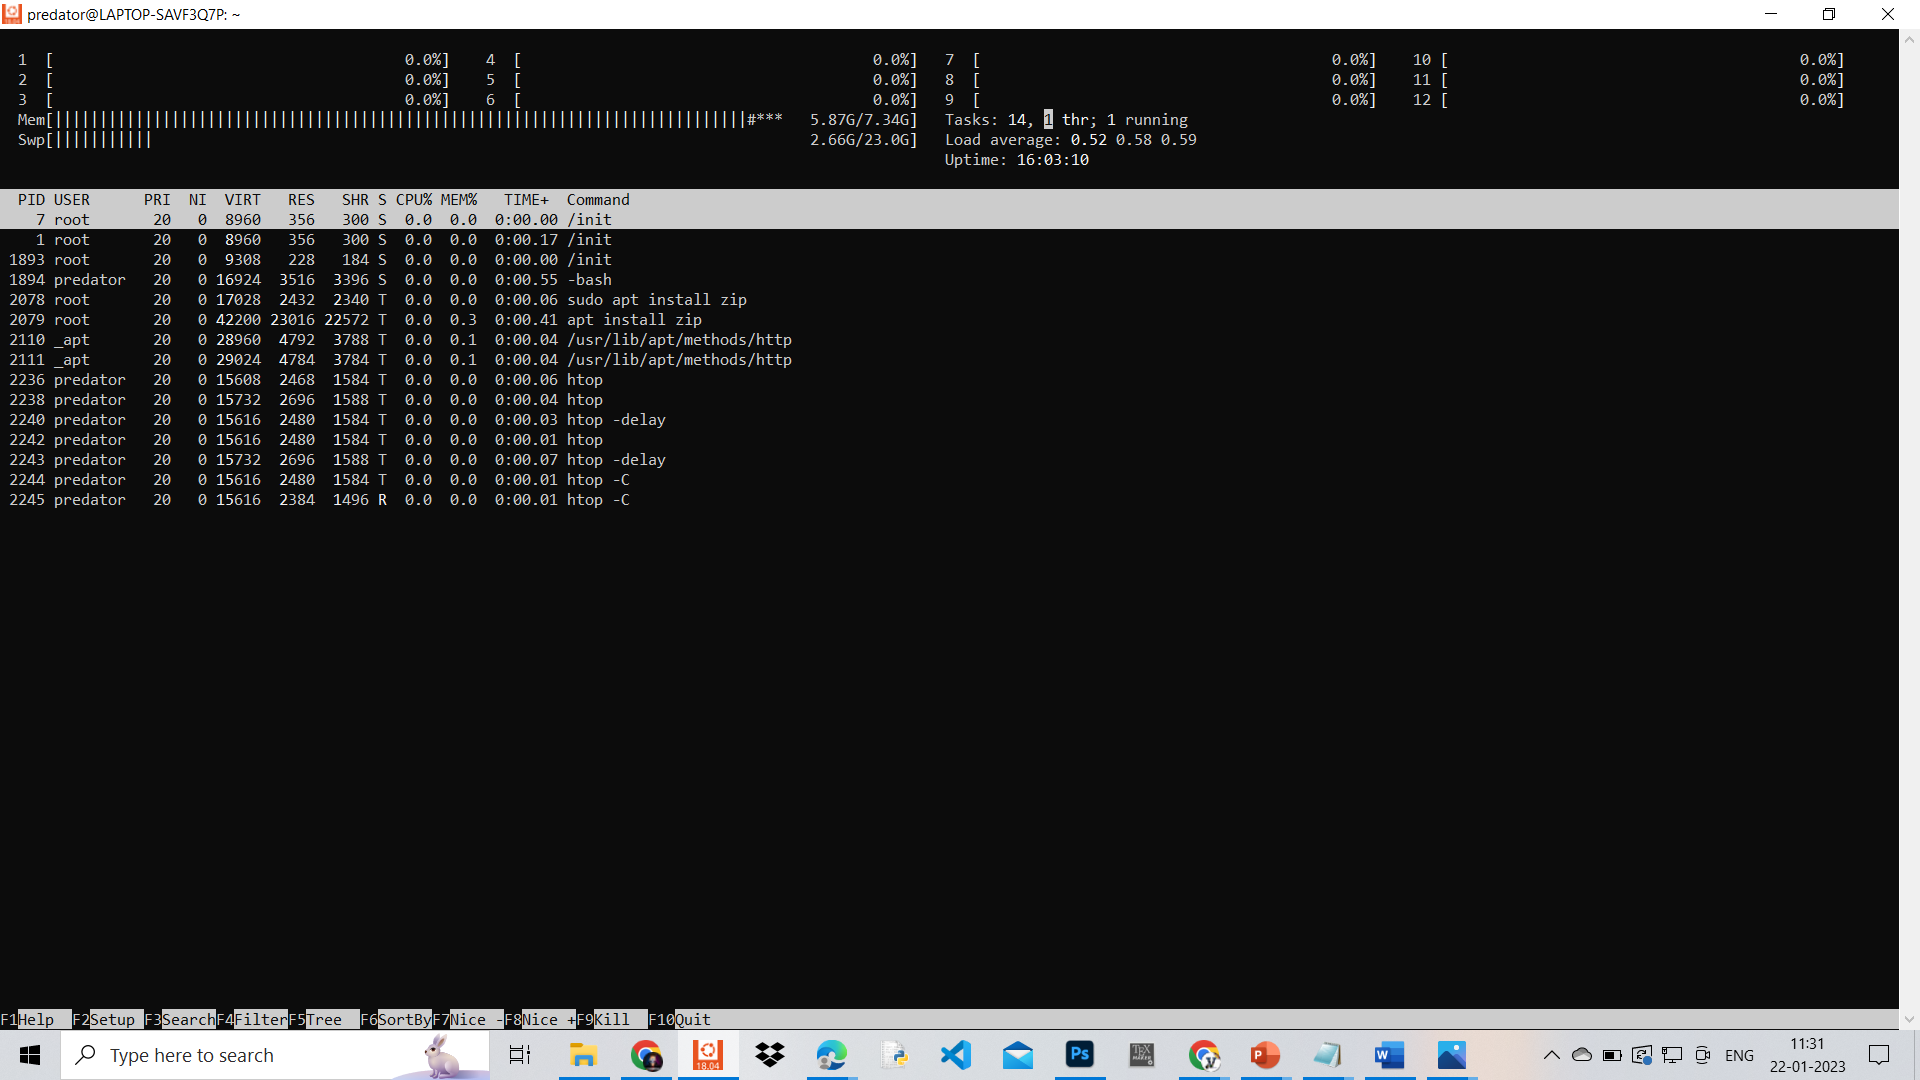 predator@LAPTOP-SAVF3Q7P: ~
1 [ 0.0%] 4 [ 0.0%] 7 [ 0.0%] 10 [ 0.0%]
2 [ 0.0%] 5 [ 0.0%] 8 [ 0.0%] 11 [ 0.0%]
3 [ 0.0%] 6 [ 0.0%] 9 [ 0.0%] 12 [ 0.0%]
Mem[|||||||||||||||||||||||||||||||||||||||||||||||||||||||||||||||||||||||||||||#*** 5.87G/7.34G] Tasks: 14, 1 thr; 1 running
Swp[||||||||||| 2.66G/23.0G] Load average: 0.52 0.58 0.59
Uptime: 16:03:10
PID USER PRI NI VIRT RES SHR S CPU% MEM% TIME+ Command
7 root 20 0 8960 356 300 S 0.0 0.0 0:00.00 /init
1 root 20 0 8960 356 300 S 0.0 0.0 0:00.17 /init
1893 root 20 0 9308 228 184 S 0.0 0.0 0:00.00 /init
1894 predator 20 0 16924 3516 3396 S 0.0 0.0 0:00.55 -bash
2078 root 20 0 17028 2432 2340 T 0.0 0.0 0:00.06 sudo apt install zip
2079 root 20 0 42200 23016 22572 T 0.0 0.3 0:00.41 apt install zip
2110 _apt 20 0 28960 4792 3788 T 0.0 0.1 0:00.04 /usr/lib/apt/methods/http
2111 _apt 20 0 29024 4784 3784 T 0.0 0.1 0:00.04 /usr/lib/apt/methods/http
2236 predator 20 0 15608 2468 1584 T 0.0 0.0 0:00.06 htop
2238 predator 20 0 15732 2696 1588 T 0.0 0.0 0:00.04 htop
2240 predator 20 0 15616 2480 1584 T 0.0 0.0 0:00.03 htop -delay
2242 predator 20 0 15616 2480 1584 T 0.0 0.0 0:00.01 htop
2243 predator 20 0 15732 2696 1588 T 0.0 0.0 0:00.07 htop -delay
2244 predator 20 0 15616 2480 1584 T 0.0 0.0 0:00.01 htop -C
2245 predator 20 0 15616 2384 1496 R 0.0 0.0 0:00.01 htop -C
F1Help F2Setup F3SearchF4FilterF5Tree F6SortByF7Nice -F8Nice +F9Kill F10Quit
Type here to search
18.04
Ps
TEX MAKER
P
W
ENG
11:31
22-01-2023